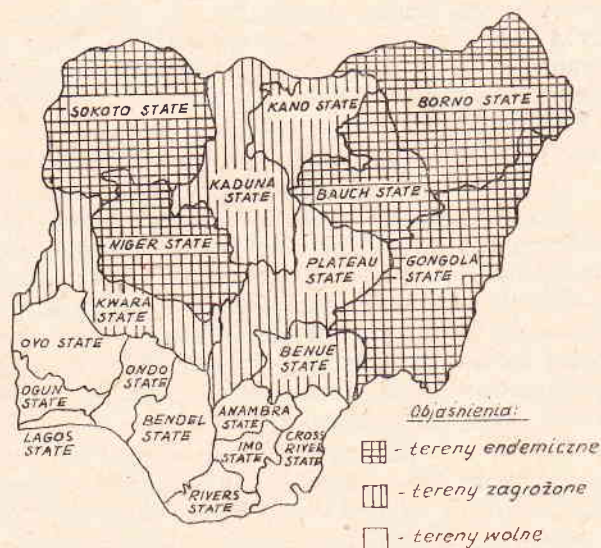 SOKOTO STATE
KANO STATE
BORNO STATE
KADUNA
STATE
BAUCH STATE
NIGER STATE
PLATEAU
STATE
GONGOLA
STATE
KWARA
STATE
OYO STATE
ONDO
STATE
BENUE
STATE
OGUN
STATE
BENDEL
STATE
ANAMBRA
STATE
LAGOS
STATE
IMO
STATE
CROSS
RIVER
STATE
RIVERS
STATE
Objaśnienia:
- tereny endemiczne
- tereny zagrożone
- tereny wolne